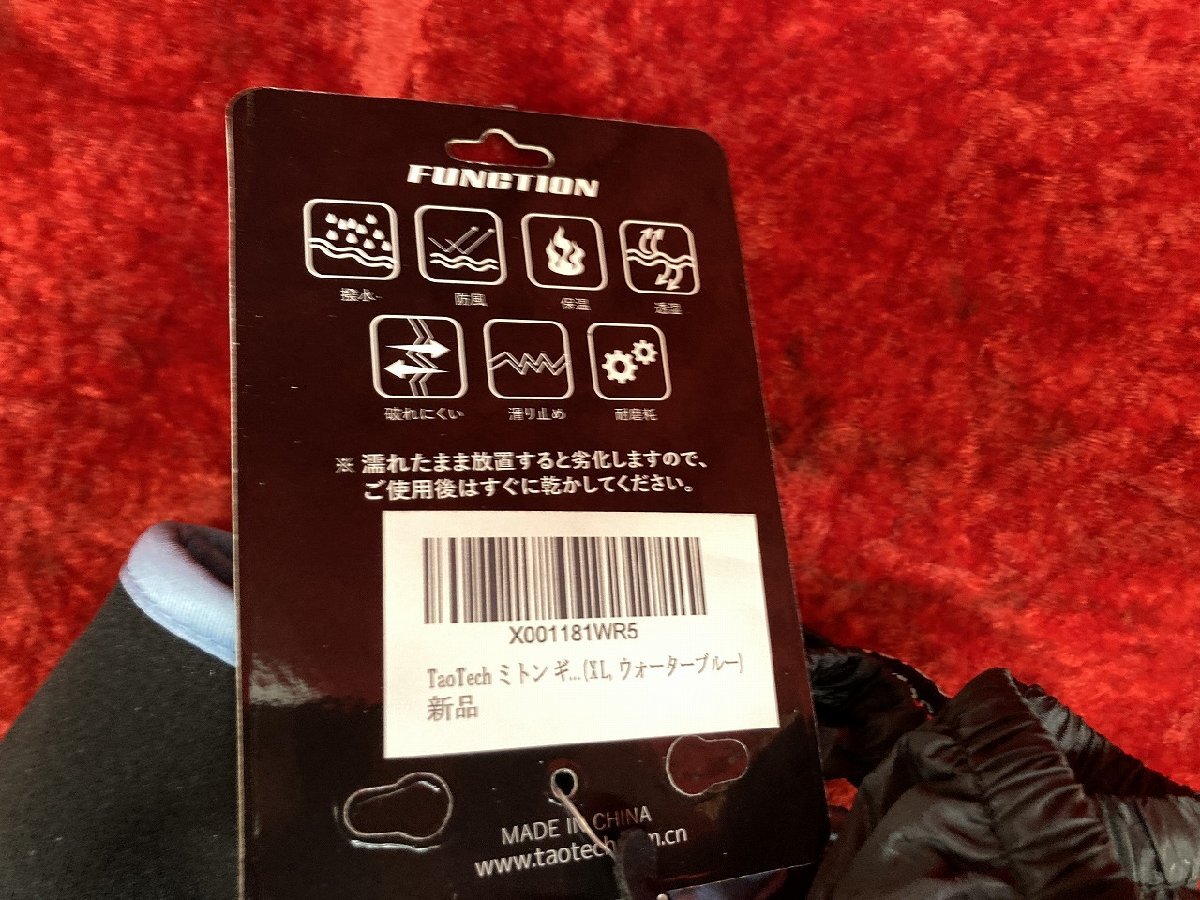 FUNCTION
撥水 防風 保温 透湿
破れにくい 滑り止め 耐磨耗
※ 濡れたまま放置すると劣化しますので、
ご使用後はすぐに乾かしてください。
X001181WR5
TaoTech ミトン ギ...(XL, ウォーターブルー)
新品
MADE IN CHINA